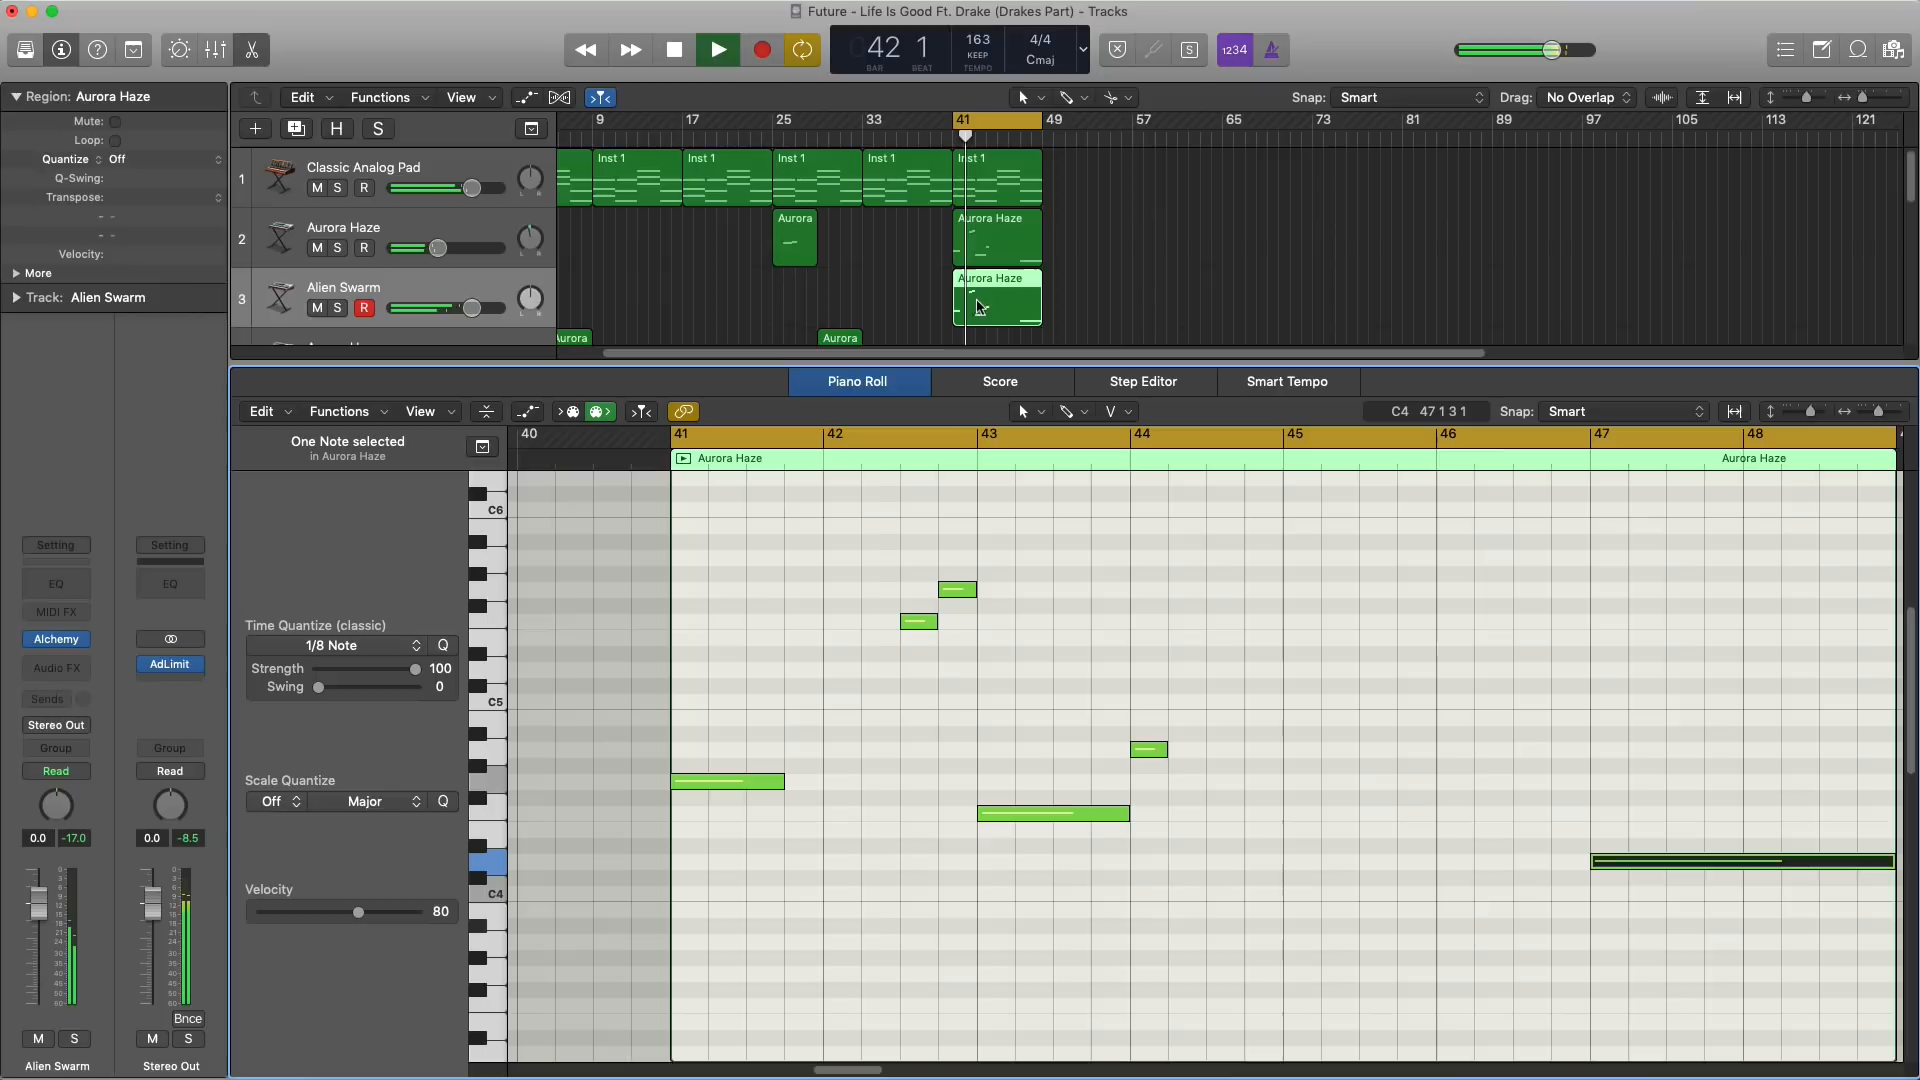 Future - Life Is Good Ft. Drake (Drakes Part) - Tracks
42 1
BAR BEAT
163
KEEP
TEMPO
4/4
Cmaj
1234
Region: Aurora Haze
Mute:
Loop:
Quantize Off
Q-Swing:
Transpose:
Velocity:
More
Track: Alien Swarm
Edit Functions View
Snap: Smart
Drag: No Overlap
H S
9 17 25 33 41 49 57 65 73 81 89 97 105 113 121
1 Classic Analog Pad
M S R
L R
Inst 1 Inst 1 Inst 1 Inst 1 Inst 1
2 Aurora Haze
M S R
L R
Aurora Aurora Haze
3 Alien Swarm
M S R
L R
Aurora Haze
Aurora Aurora
Piano Roll Score Step Editor Smart Tempo
Edit Functions View
V
C4 47 1 3 1
Snap: Smart
One Note selected
in Aurora Haze
40 41 42 43 44 45 46 47 48
Aurora Haze Aurora Haze
C6
C5
C4
Time Quantize (classic)
1/8 Note Q
Strength 100
Swing 0
Scale Quantize
Off Major Q
Velocity
80
Setting Setting
EQ EQ
MIDI FX
Alchemy
Audio FX AdLimit
Sends
Stereo Out
Group Group
Read Read
0.0 -17.0 0.0 -8.5
Bnce
M S M S
Alien Swarm Stereo Out